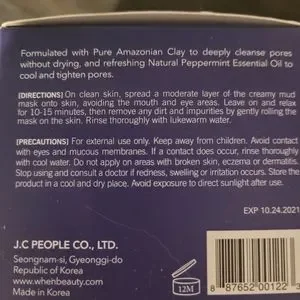 Formulated with Pure Amazonian Clay to deeply cleanse pores
without drying, and refreshing Natural Peppermint Essential Oil to
cool and tighten pores.
[DIRECTIONS] On clean skin, spread a moderate layer of the creamy mud
mask onto skin, avoiding the mouth and eye areas. Leave on and relax
for 10-15 minutes, then remove any dirt and impurities by gently rolling
the mask on the skin. Rinse thoroughly with lukewarm water.
[PRECAUTIONS] For external use only. Keep away from children. Avoid contact
with eyes and mucous membranes. If a contact does occur, rinse thoroughly
with cool water. Do not apply on areas with broken skin, eczema or dermatitis.
Stop using and consult a doctor if redness, swelling or irritation occurs. Store the
product in a cool and dry place. Avoid exposure to direct sunlight after use.
EXP 10.24.2021
J.C PEOPLE CO., LTD.
Seongnam-si, Gyeonggi-do
Republic of Korea
www.whehbeauty.com
Made in Korea
12M
8 87652 00122